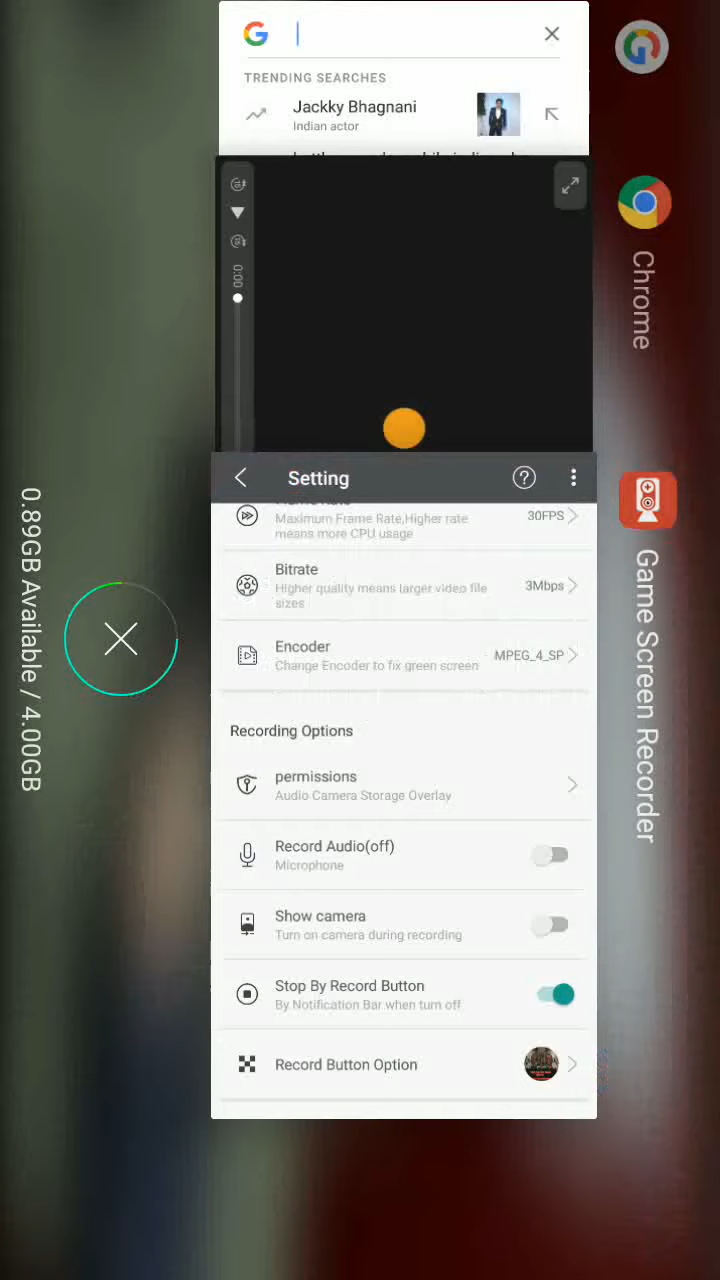 TRENDING SEARCHES
Jackky Bhagnani
Indian actor
0:00
Setting
Maximum Frame Rate,Higher rate
means more CPU usage
30FPS
Bitrate
Higher quality means larger video file
sizes
3Mbps
Encoder
Change Encoder to fix green screen
MPEG_4_SP
Recording Options
permissions
Audio Camera Storage Overlay
Record Audio(off)
Microphone
Show camera
Turn on camera during recording
Stop By Record Button
By Notification Bar when turn off
Record Button Option
Chrome
Game Screen Recorder
0.89GB Available / 4.00GB